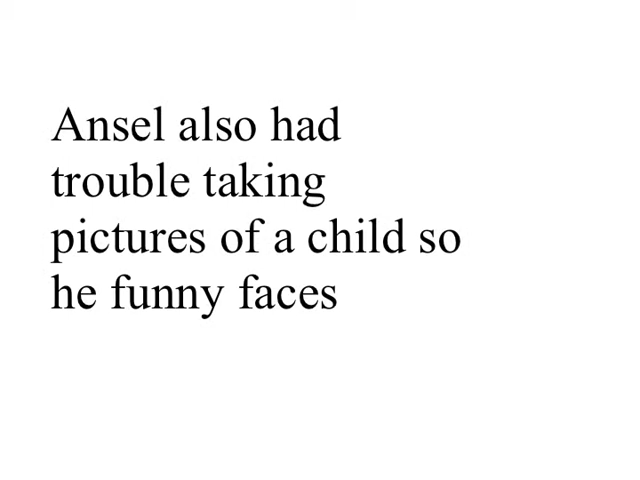 Ansel also had
trouble taking
pictures of a child so
he funny faces